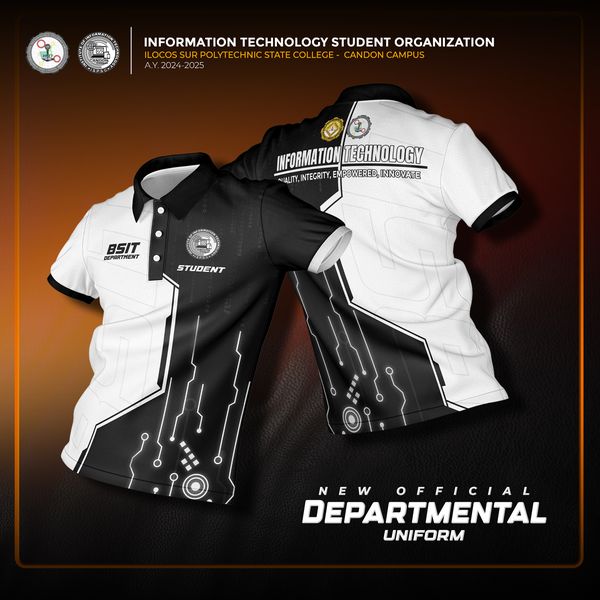 INFORMATION TECHNOLOGY STUDENT ORGANIZATION
ILOCOS SUR POLYTECHNIC STATE COLLEGE - CANDON CAMPUS
A.Y. 2024-2025
INFORMATION TECHNOLOGY
QUALITY, INTEGRITY, EMPOWERED, INNOVATE
BSIT
DEPARTMENT
STUDENT
NEW OFFICIAL
DEPARTMENTAL
UNIFORM